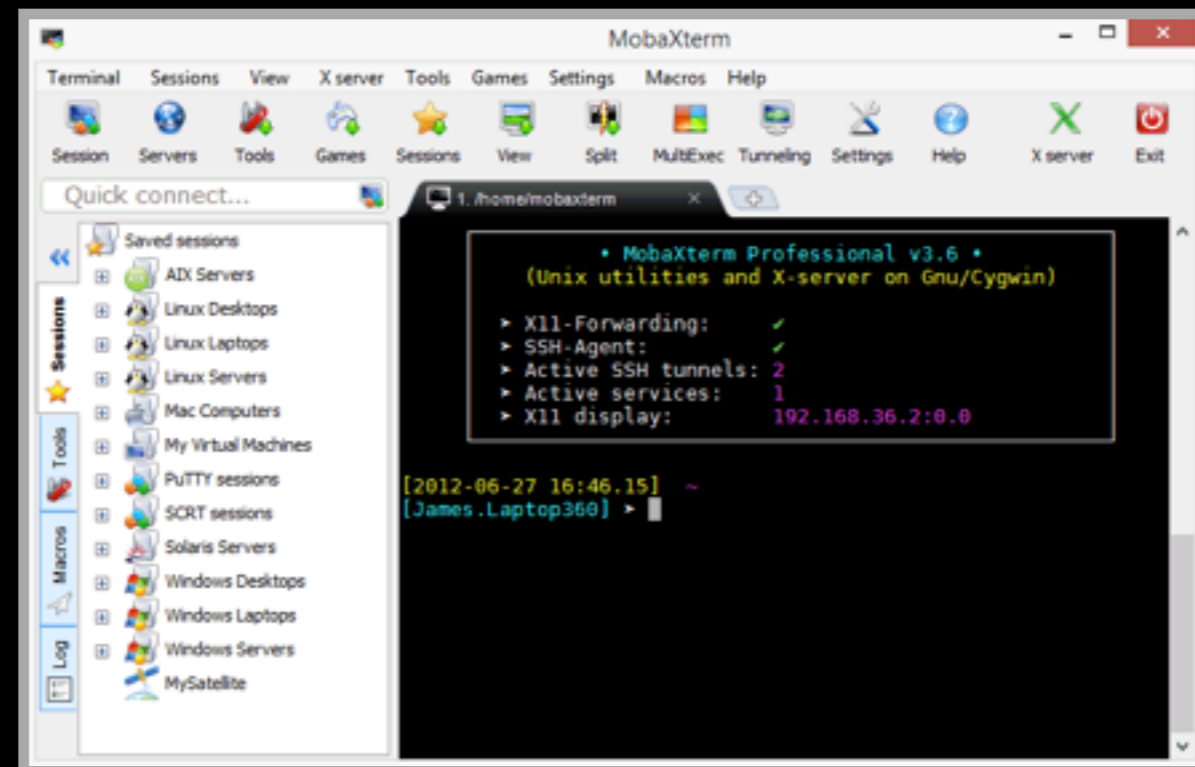 MobaXterm
Terminal Sessions View X server Tools Games Settings Macros Help
Session Servers Tools Games Sessions View Split MultiExec Tunneling Settings Help X server Exit
Quick connect...
1. /home/mobaxterm
Saved sessions
AIX Servers
Linux Desktops
Linux Laptops
Linux Servers
Mac Computers
My Virtual Machines
PuTTY sessions
SCRT sessions
Solaris Servers
Windows Desktops
Windows Laptops
Windows Servers
MySatellite
Sessions
Tools
Macros
Log
• MobaXterm Professional v3.6 •
(Unix utilities and X-server on Gnu/Cygwin)
➤ X11-Forwarding: ✔
➤ SSH-Agent: ✔
➤ Active SSH tunnels: 2
➤ Active services: 1
➤ X11 display: 192.168.36.2:0.0
[2012-06-27 16:46.15] ~
[James.Laptop360] ➤